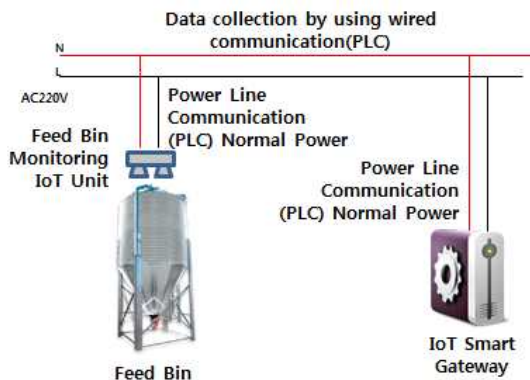 Data collection by using wired
communication(PLC)
N
L
AC220V
Power Line
Communication
(PLC) Normal Power
Feed Bin
Monitoring
IoT Unit
Power Line
Communication
(PLC) Normal Power
Feed Bin
IoT Smart
Gateway